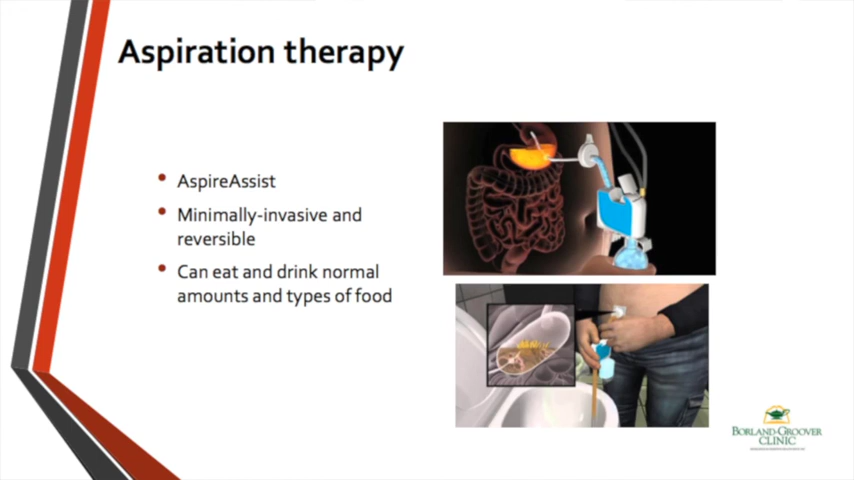 Aspiration therapy
AspireAssist
Minimally-invasive and
reversible
Can eat and drink normal
amounts and types of food
BORLAND-GROOVER
CLINIC